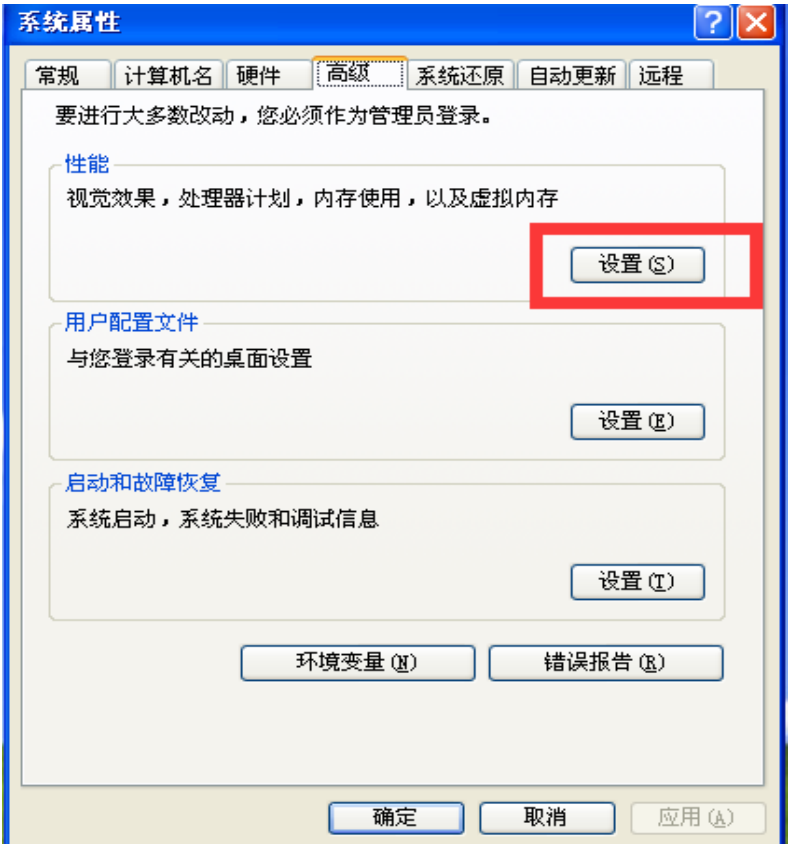 系统属性
常规 计算机名 硬件 高级 系统还原 自动更新 远程
要进行大多数改动，您必须作为管理员登录。
性能
视觉效果，处理器计划，内存使用，以及虚拟内存
设置(S)
用户配置文件
与您登录有关的桌面设置
设置(E)
启动和故障恢复
系统启动，系统失败和调试信息
设置(T)
环境变量(N) 错误报告(R)
确定 取消 应用(A)